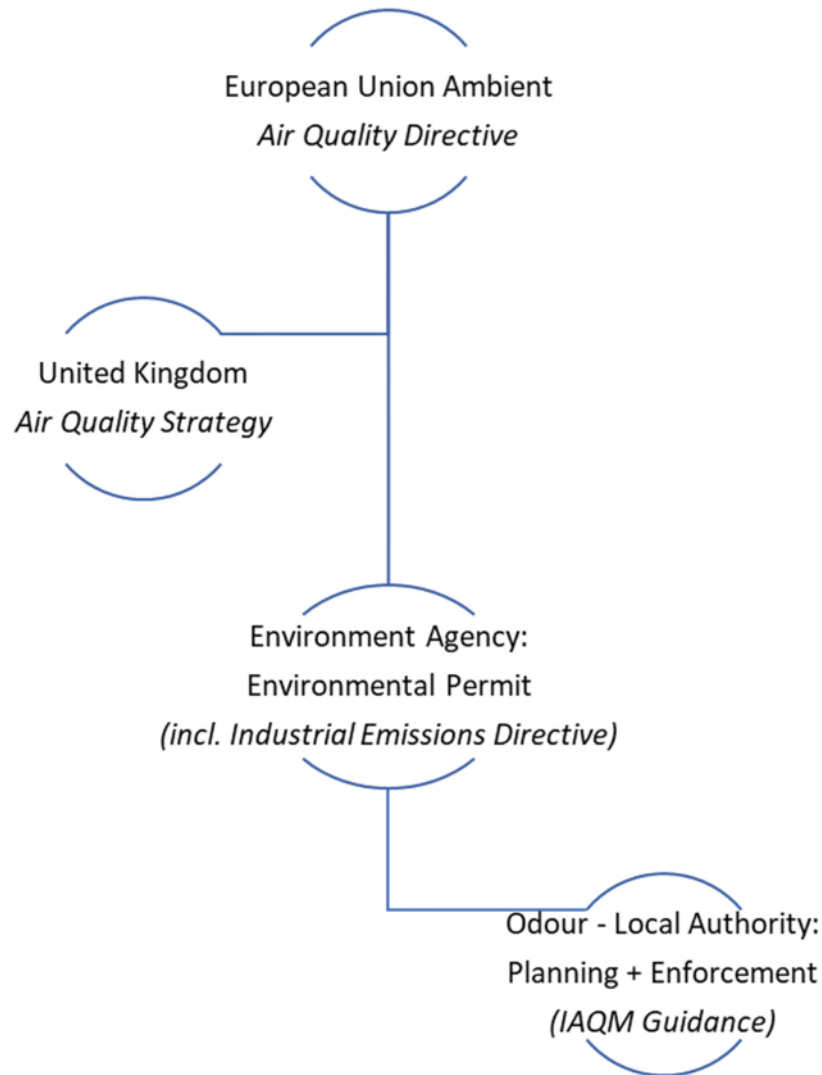 European Union Ambient
Air Quality Directive
United Kingdom
Air Quality Strategy
Environment Agency:
Environmental Permit
(incl. Industrial Emissions Directive)
Odour - Local Authority:
Planning + Enforcement
(IAQM Guidance)